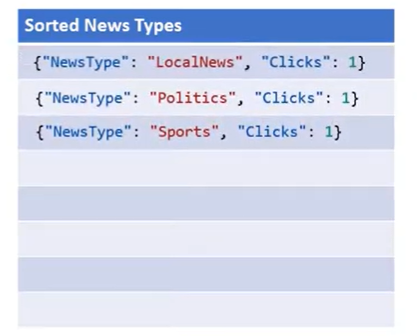 Sorted News Types
{"NewsType": "LocalNews", "Clicks": 1}
{"NewsType": "Politics", "Clicks": 1}
{"NewsType": "Sports", "Clicks": 1}